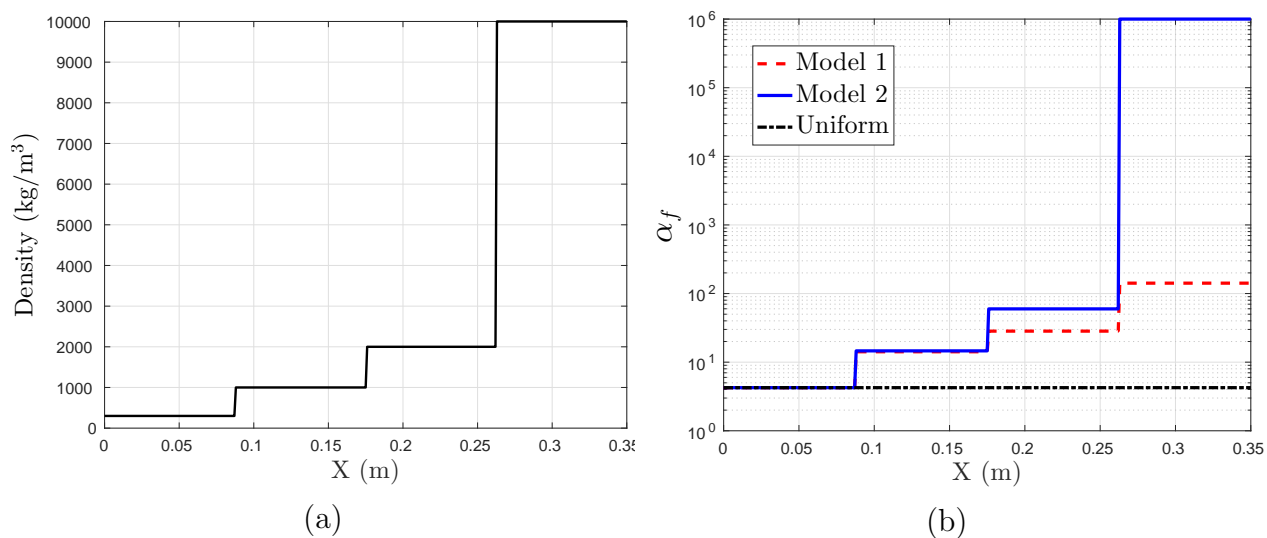 10000
9000
8000
7000
6000
5000
4000
3000
2000
1000
0
Density (kg/m³)
0 0.05 0.1 0.15 0.2 0.25 0.3 0.35
X (m)
(a)
10⁶
10⁵
10⁴
10³
10²
10¹
10⁰
α_f
Model 1
Model 2
Uniform
0 0.05 0.1 0.15 0.2 0.25 0.3 0.35
X (m)
(b)